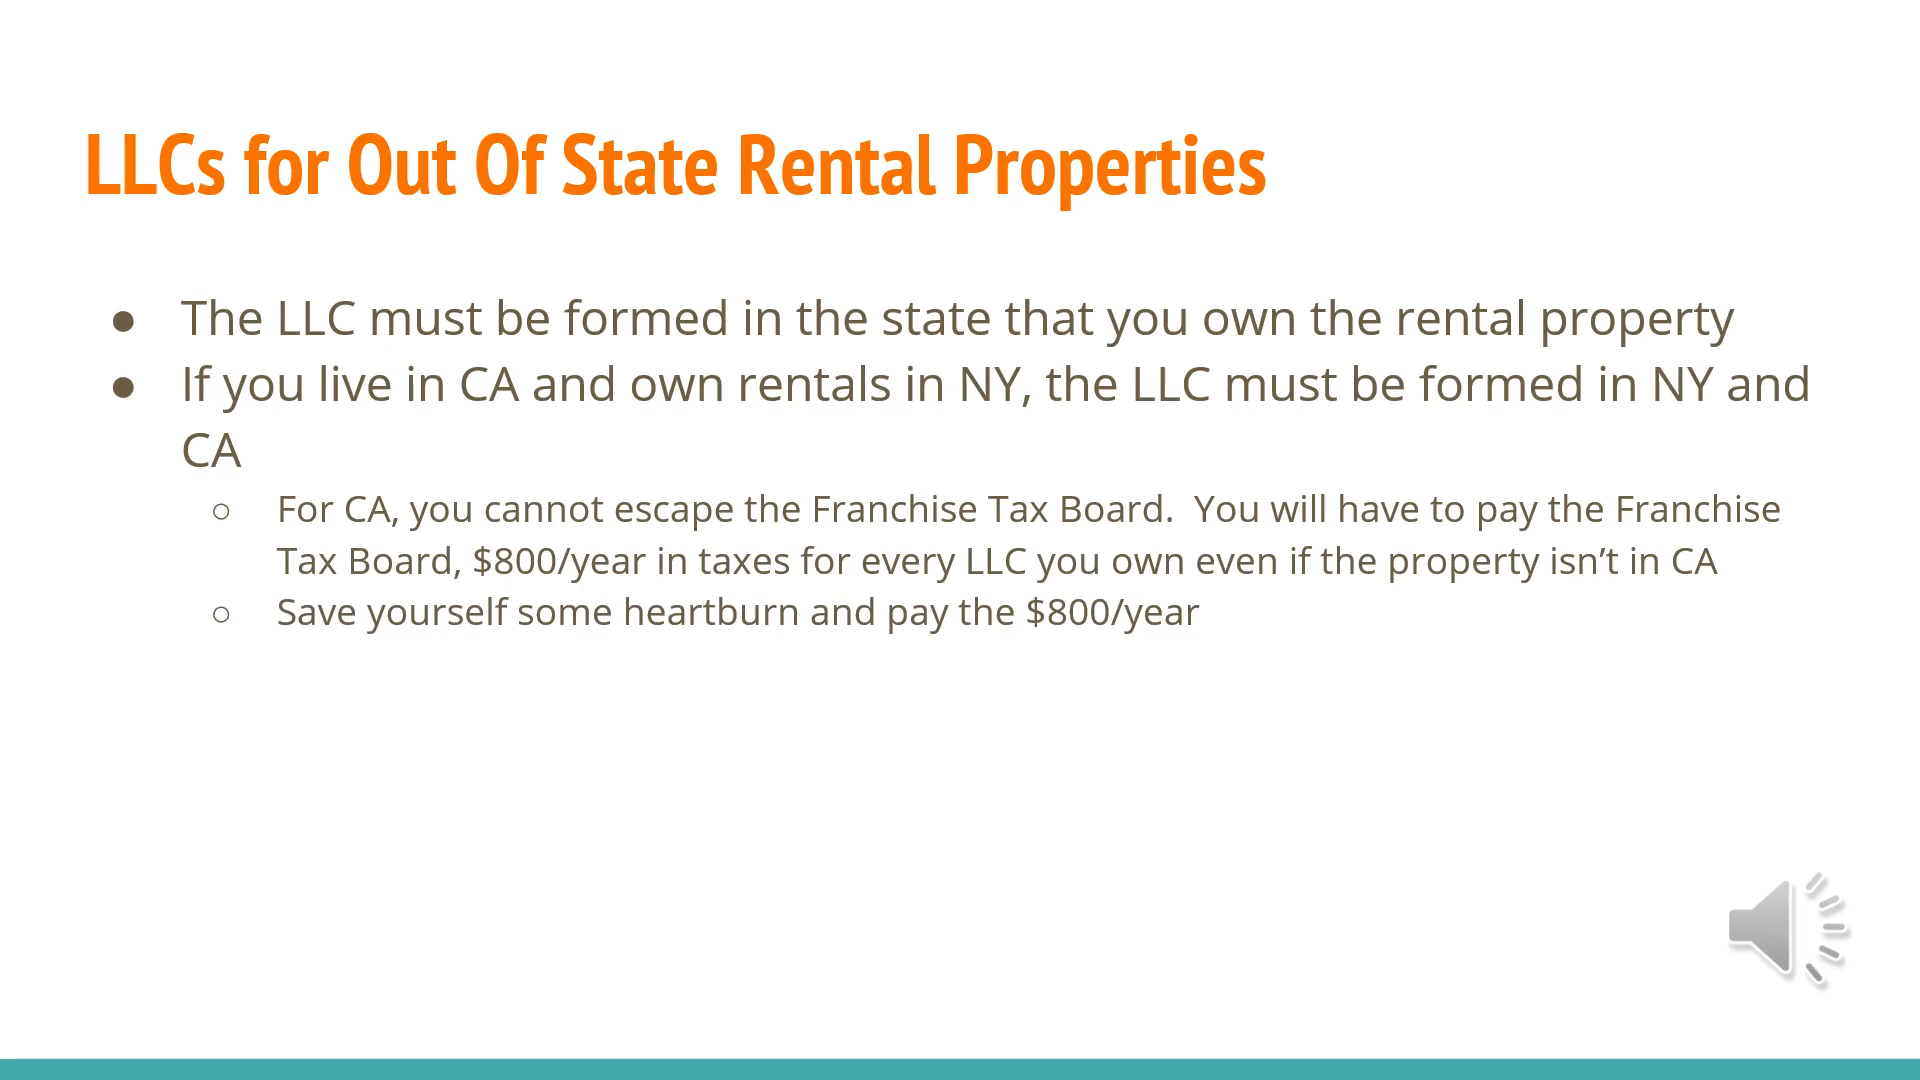 LLCs for Out Of State Rental Properties
● The LLC must be formed in the state that you own the rental property
● If you live in CA and own rentals in NY, the LLC must be formed in NY and
CA
○ For CA, you cannot escape the Franchise Tax Board.  You will have to pay the Franchise
Tax Board, $800/year in taxes for every LLC you own even if the property isn’t in CA
○ Save yourself some heartburn and pay the $800/year